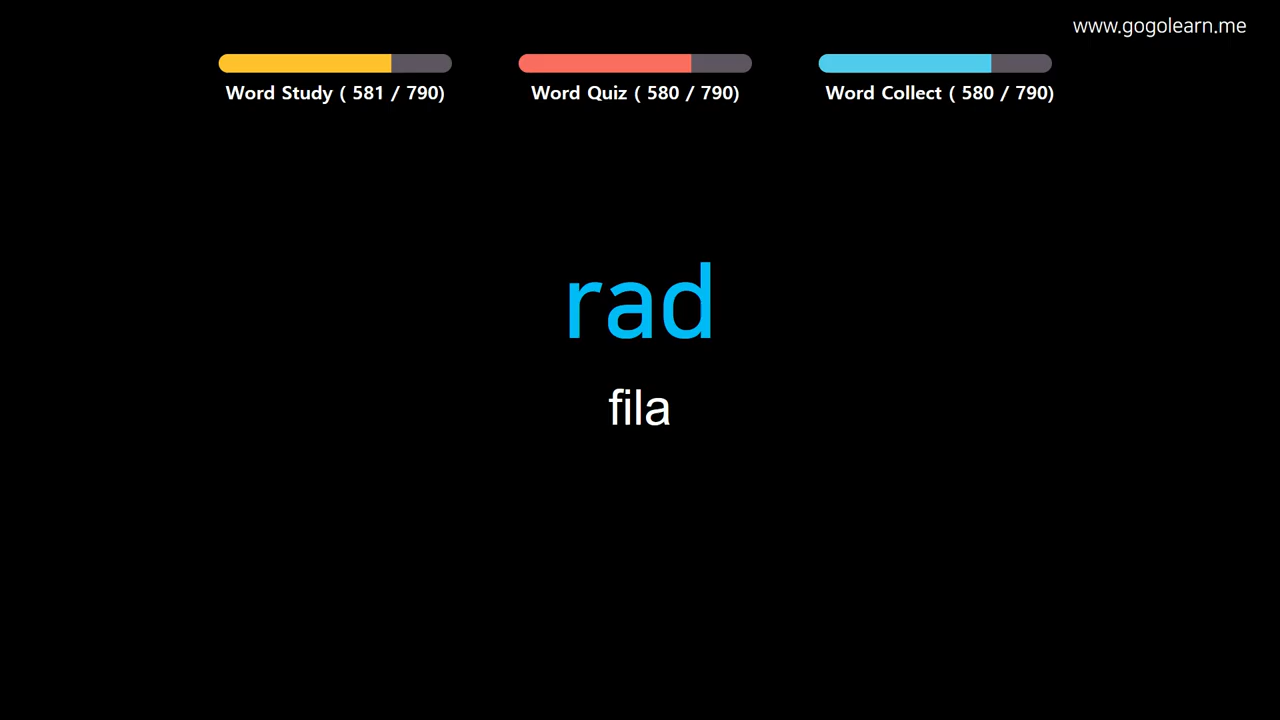 www.gogolearn.me
Word Study ( 581 / 790)
Word Quiz ( 580 / 790)
Word Collect ( 580 / 790)
rad
fila